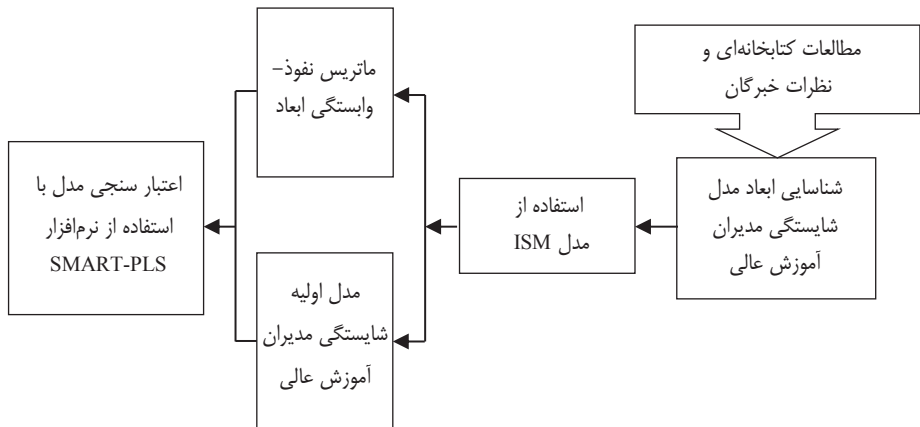 مطالعات کتابخانه‌ای و
نظرات خبرگان
شناسایی ابعاد مدل
شایستگی مدیران
آموزش عالی
استفاده از
مدل ISM
ماتریس نفوذ-
وابستگی ابعاد
مدل اولیه
شایستگی مدیران
آموزش عالی
اعتبار سنجی مدل با
استفاده از نرم‌افزار
SMART-PLS